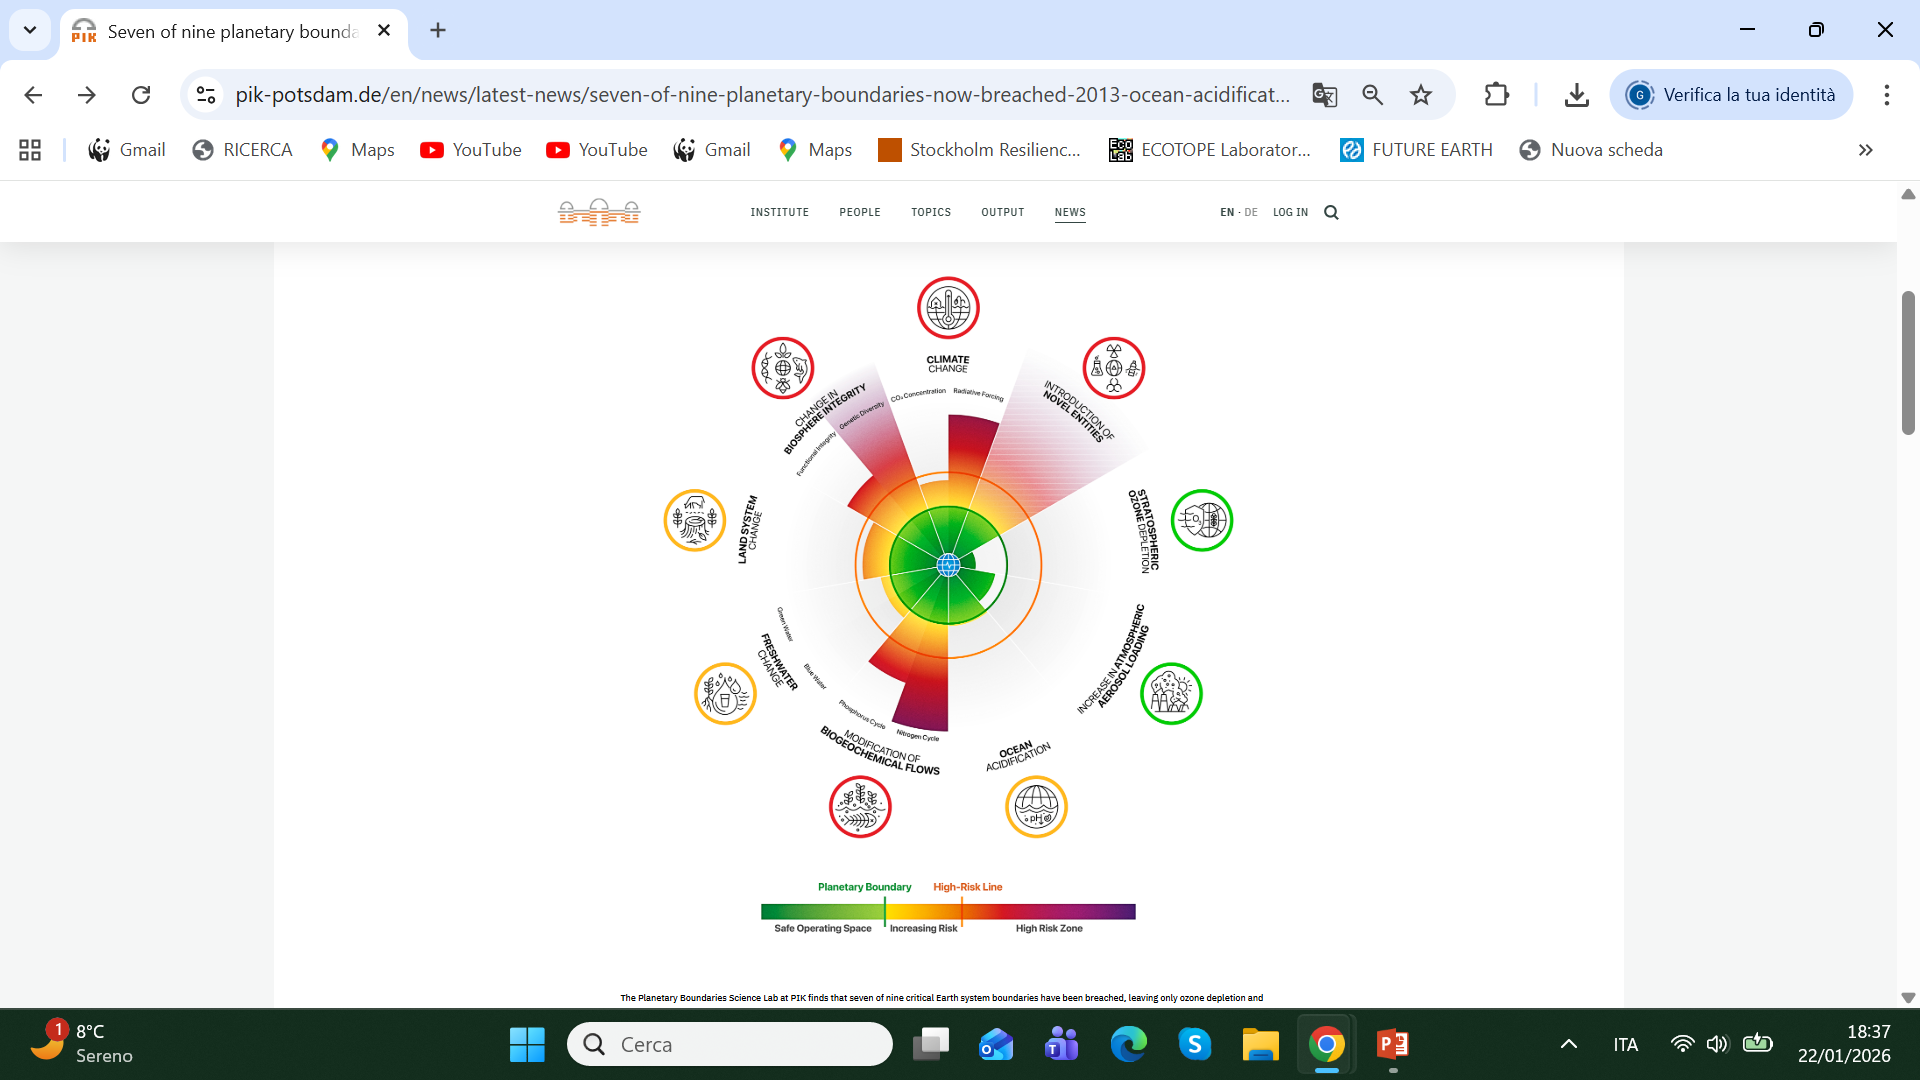 PIK Seven of nine planetary bounda
pik-potsdam.de/en/news/latest-news/seven-of-nine-planetary-boundaries-now-breached-2013-ocean-acidificat...
G Verifica la tua identità
Gmail RICERCA Maps YouTube YouTube Gmail Maps Stockholm Resilienc... ECOTOPE Laborator... FUTURE EARTH Nuova scheda
INSTITUTE PEOPLE TOPICS OUTPUT NEWS EN · DE LOG IN
CLIMATE
CHANGE
CO₂ Concentration
Radiative Forcing
INTRODUCTION OF
NOVEL ENTITIES
CHANGE IN
BIOSPHERE INTEGRITY
Genetic Diversity
Functional Integrity
STRATOSPHERIC
OZONE DEPLETION
LAND SYSTEM
CHANGE
INCREASE IN ATMOSPHERIC
AEROSOL LOADING
Green Water
FRESHWATER
CHANGE
Blue Water
Phosphorus Cycle
Nitrogen Cycle
MODIFICATION OF
BIOGEOCHEMICAL FLOWS
OCEAN
ACIDIFICATION
pH
Planetary Boundary High-Risk Line
Safe Operating Space Increasing Risk High Risk Zone
The Planetary Boundaries Science Lab at PIK finds that seven of nine critical Earth system boundaries have been breached, leaving only ozone depletion and
1 8°C
Sereno
Cerca
ITA
18:37
22/01/2026